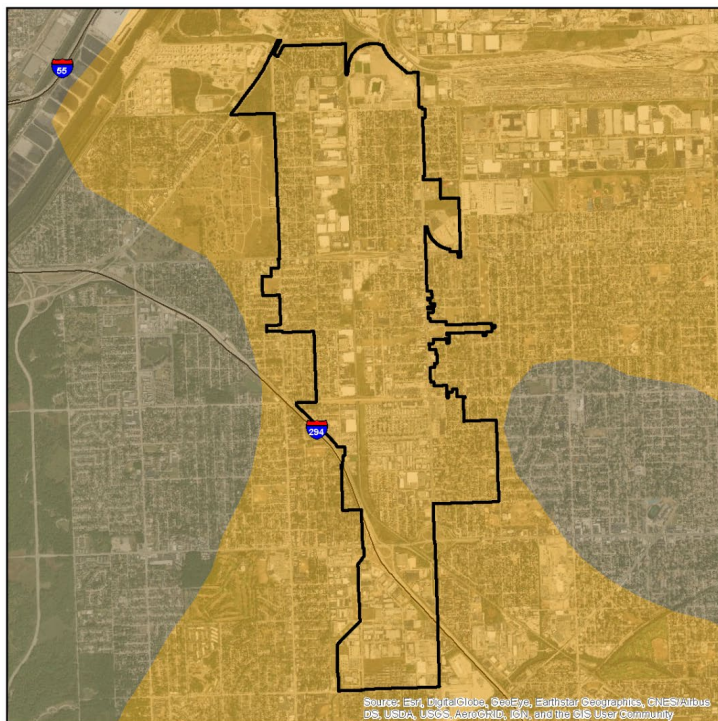 55
294
Source: Esri, DigitalGlobe, GeoEye, Earthstar Geographics, CNES/Airbus
DS, USDA, USGS, AeroGRID, IGN, and the GIS User Community